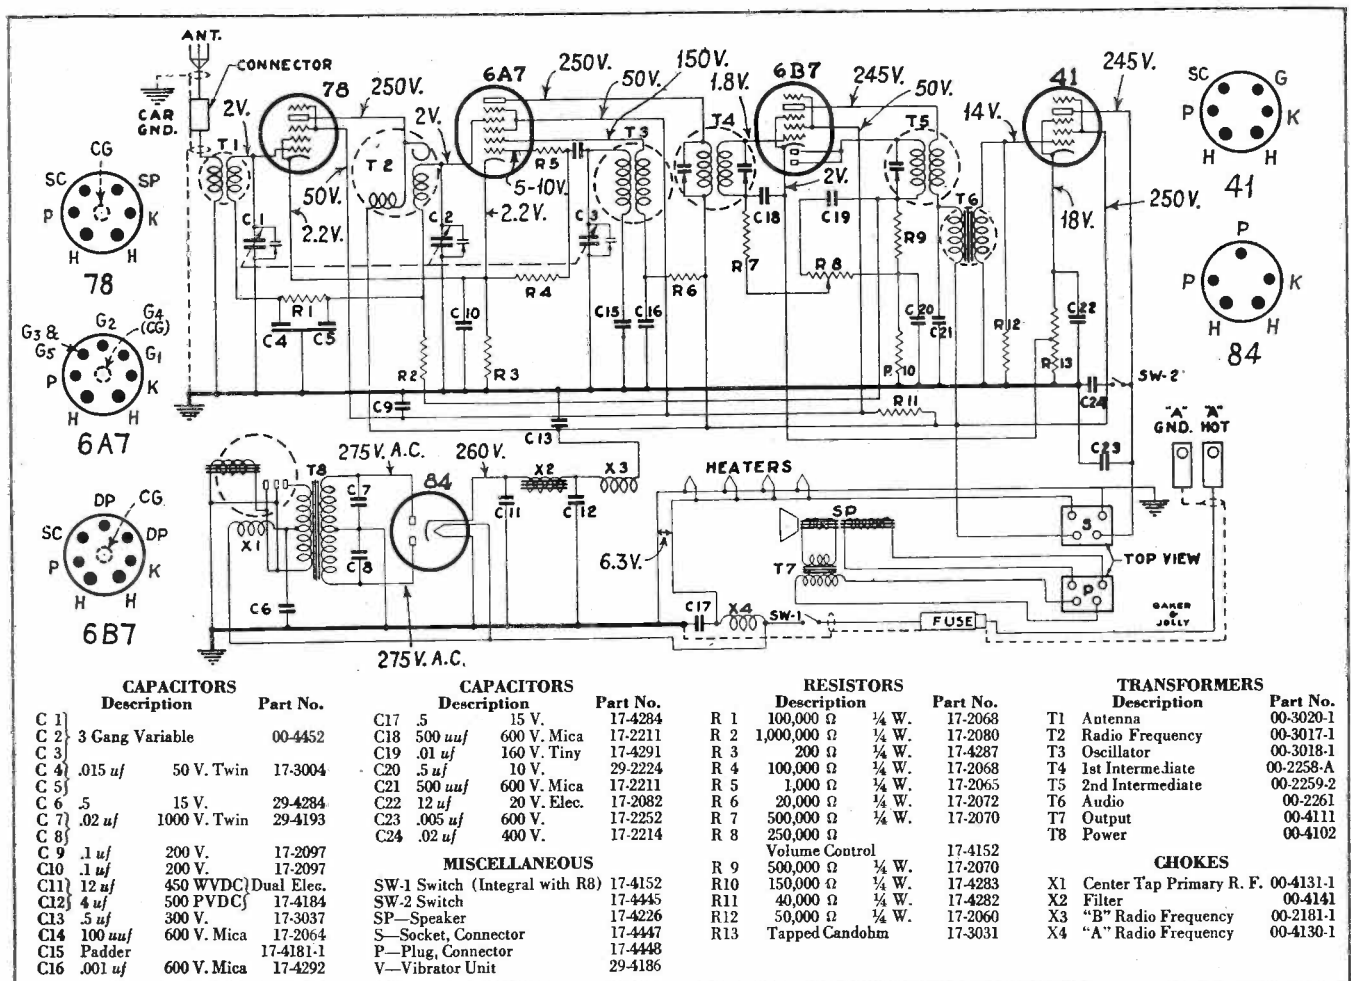 ANT.
CONNECTOR
CAR
GND.
T1
2V.
78
250V.
2V.
T2
50V.
2.2V.
C1
C2
6A7
250V.
50V.
150V.
R5
5-10V.
2.2V.
T3
C3
R4
C15
C16
R6
T4
1.8V.
6B7
245V.
50V.
2V.
C18
C19
R7
R8
T5
R9
C20
C21
R10
R11
T6
14V.
41
245V.
250V.
18V.
R12
R13
C22
C24
SW-2
C23
R1
C4
C5
C10
R2
R3
C9
C13
CG
SC
SP
P
K
H
H
78
G3 &
G5
G2
G4
(CG)
G1
P
K
H
H
6A7
DP
CG
SC
DP
P
K
H
H
6B7
SC
G
P
K
H
H
41
P
P
K
H
H
84
"A"
GND.
"A"
HOT
X1
T8
C6
C7
C8
275V. A.C.
84
260V.
X2
X3
C11
C12
275V. A.C.
HEATERS
6.3V.
SP
T7
S
TOP VIEW
P
C17
X4
SW-1
FUSE
OAKER
&
JOLLY
CAPACITORS
Description Part No.
C 1
C 2 3 Gang Variable 00-4452
C 3
C 4 .015 uf 50 V. Twin 17-3004
C 5
C 6 .5 15 V. 29-4284
C 7 .02 uf 1000 V. Twin 29-4193
C 8
C 9 .1 uf 200 V. 17-2097
C10 .1 uf 200 V. 17-2097
C11 12 uf 450 WVDC Dual Elec.
C12 4 uf 500 PVDC 17-4184
C13 .5 uf 300 V. 17-3037
C14 100 uuf 600 V. Mica 17-2064
C15 Padder 17-4181-1
C16 .001 uf 600 V. Mica 17-4292
CAPACITORS
Description Part No.
C17 .5 15 V. 17-4284
C18 500 uuf 600 V. Mica 17-2211
C19 .01 uf 160 V. Tiny 17-4291
C20 .5 uf 10 V. 29-2224
C21 500 uuf 600 V. Mica 17-2211
C22 12 uf 20 V. Elec. 17-2082
C23 .005 uf 600 V. 17-2252
C24 .02 uf 400 V. 17-2214
MISCELLANEOUS
SW-1 Switch (Integral with R8) 17-4152
SW-2 Switch 17-4445
SP—Speaker 17-4226
S—Socket, Connector 17-4447
P—Plug, Connector 17-4448
V—Vibrator Unit 29-4186
RESISTORS
Description Part No.
R 1 100,000 Ω ¼ W. 17-2068
R 2 1,000,000 Ω ¼ W. 17-2080
R 3 200 Ω ¼ W. 17-4287
R 4 100,000 Ω ¼ W. 17-2068
R 5 1,000 Ω ¼ W. 17-2065
R 6 20,000 Ω ¼ W. 17-2072
R 7 500,000 Ω ¼ W. 17-2070
R 8 250,000 Ω
Volume Control 17-4152
R 9 500,000 Ω ¼ W. 17-2070
R10 150,000 Ω ¼ W. 17-4283
R11 40,000 Ω ¼ W. 17-4282
R12 50,000 Ω ¼ W. 17-2060
R13 Tapped Candohm 17-3031
TRANSFORMERS
Description Part No.
T1 Antenna 00-3020-1
T2 Radio Frequency 00-3017-1
T3 Oscillator 00-3018-1
T4 1st Intermediate 00-2258-A
T5 2nd Intermediate 00-2259-2
T6 Audio 00-2261
T7 Output 00-4111
T8 Power 00-4102
CHOKES
X1 Center Tap Primary R. F. 00-4131-1
X2 Filter 00-4141
X3 "B" Radio Frequency 00-2181-1
X4 "A" Radio Frequency 00-4130-1